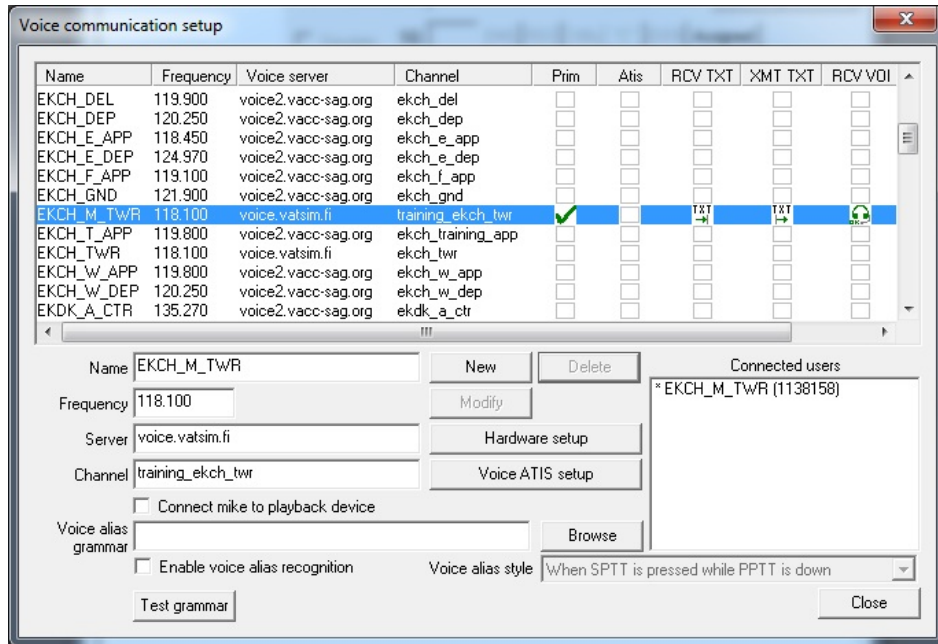 Voice communication setup
Name Frequency Voice server Channel Prim Atis RCV TXT XMT TXT RCV VOI
EKCH_DEL 119.900 voice2.vacc-sag.org ekch_del
EKCH_DEP 120.250 voice2.vacc-sag.org ekch_dep
EKCH_E_APP 118.450 voice2.vacc-sag.org ekch_e_app
EKCH_E_DEP 124.970 voice2.vacc-sag.org ekch_e_dep
EKCH_F_APP 119.100 voice2.vacc-sag.org ekch_f_app
EKCH_GND 121.900 voice2.vacc-sag.org ekch_gnd
EKCH_M_TWR 118.100 voice.vatsim.fi training_ekch_twr TXT TXT
EKCH_T_APP 119.800 voice2.vacc-sag.org ekch_training_app
EKCH_TWR 118.100 voice.vatsim.fi ekch_twr
EKCH_W_APP 119.800 voice2.vacc-sag.org ekch_w_app
EKCH_W_DEP 120.250 voice2.vacc-sag.org ekch_w_dep
EKDK_A_CTR 135.270 voice2.vacc-sag.org ekdk_a_ctr
Name EKCH_M_TWR New Delete Connected users
* EKCH_M_TWR (1138158)
Frequency 118.100 Modify
Server voice.vatsim.fi Hardware setup
Channel training_ekch_twr Voice ATIS setup
Connect mike to playback device
Voice alias grammar Browse
Enable voice alias recognition Voice alias style When SPTT is pressed while PPTT is down
Test grammar Close